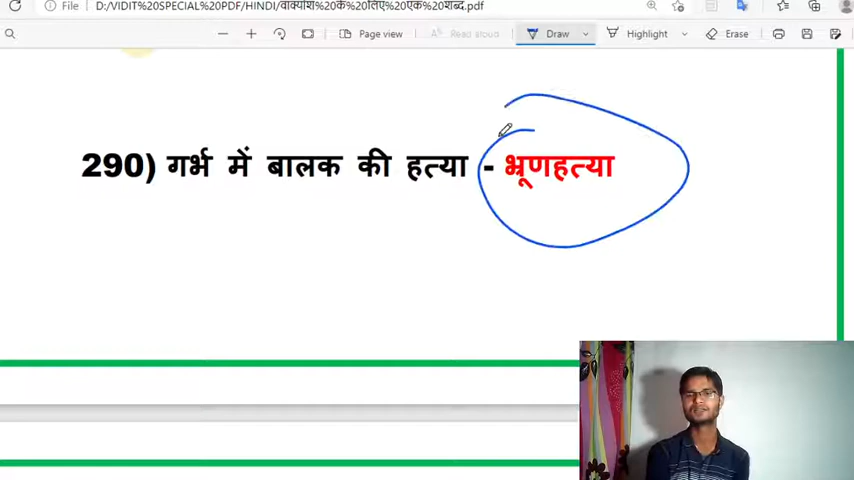 File D:/VIDIT%20SPECIAL%20PDF/HINDI/वाक्यांश%20के%20लिए%20एक%20शब्द.pdf
Page view Read aloud Draw Highlight Erase
290) गर्भ में बालक की हत्या - भ्रूणहत्या